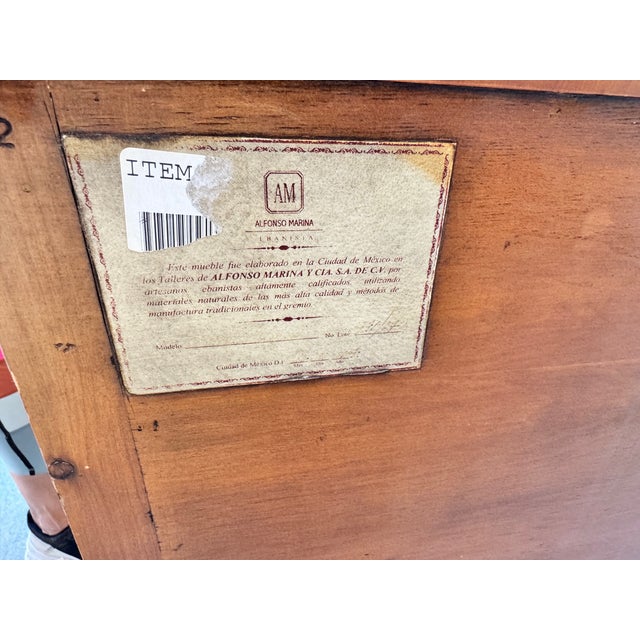 2
ITEM
AM
ALFONSO MARINA
EBANISTA
Este mueble fue elaborado en la Ciudad de México en
los Talleres de ALFONSO MARINA Y CIA. S.A. DE C.V. por
artesanos ebanistas altamente calificados utilizando
materiales naturales de las más alta calidad y métodos de
manufactura tradicionales en el gremio.
Modelo No. Lote
Ciudad de México D.F.